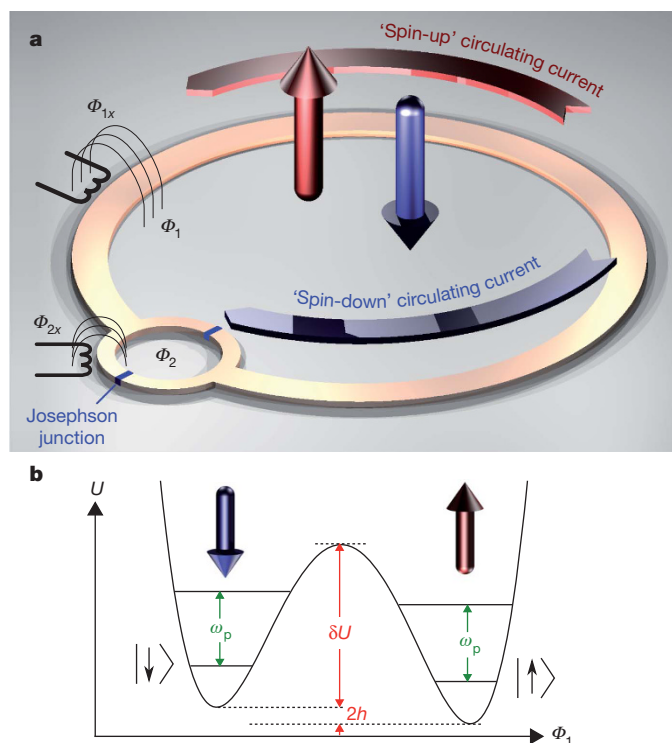 a
'Spin-up' circulating current
Φ1x
Φ1
'Spin-down' circulating current
Φ2x
Φ2
Josephson
junction
b
U
ωp
δU
ωp
|↓⟩
|↑⟩
2h
Φ1